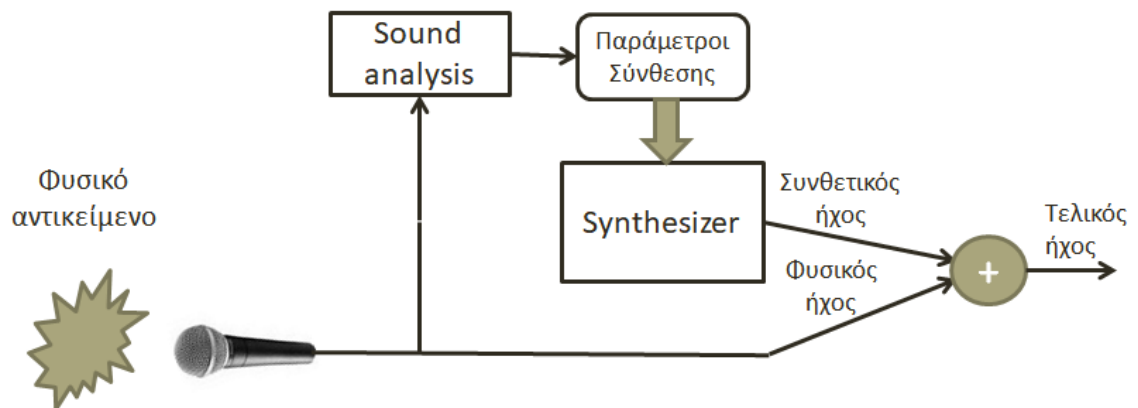 Sound
analysis
Παράμετροι
Σύνθεσης
Φυσικό
αντικείμενο
Synthesizer
Συνθετικός
ήχος
Φυσικός
ήχος
+
Τελικός
ήχος